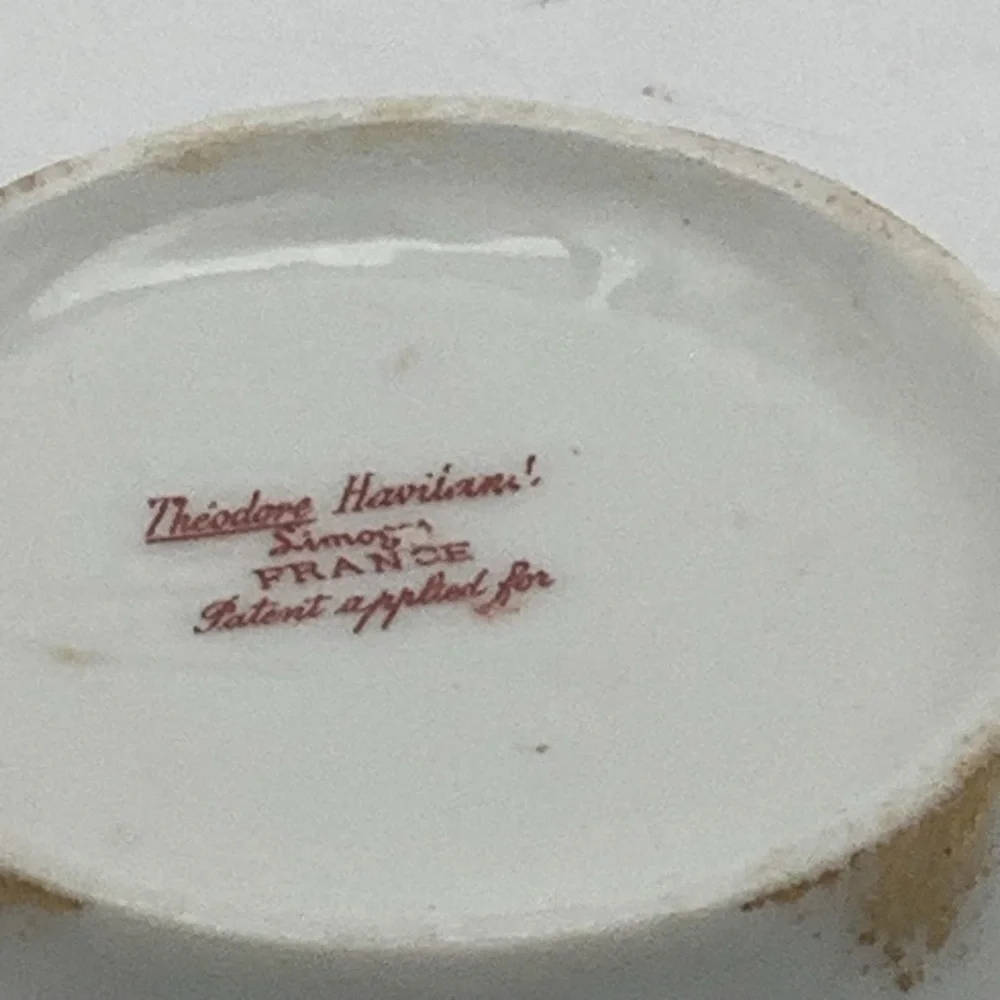 Théodore Haviland
Limoges
FRANCE
Patent applied for